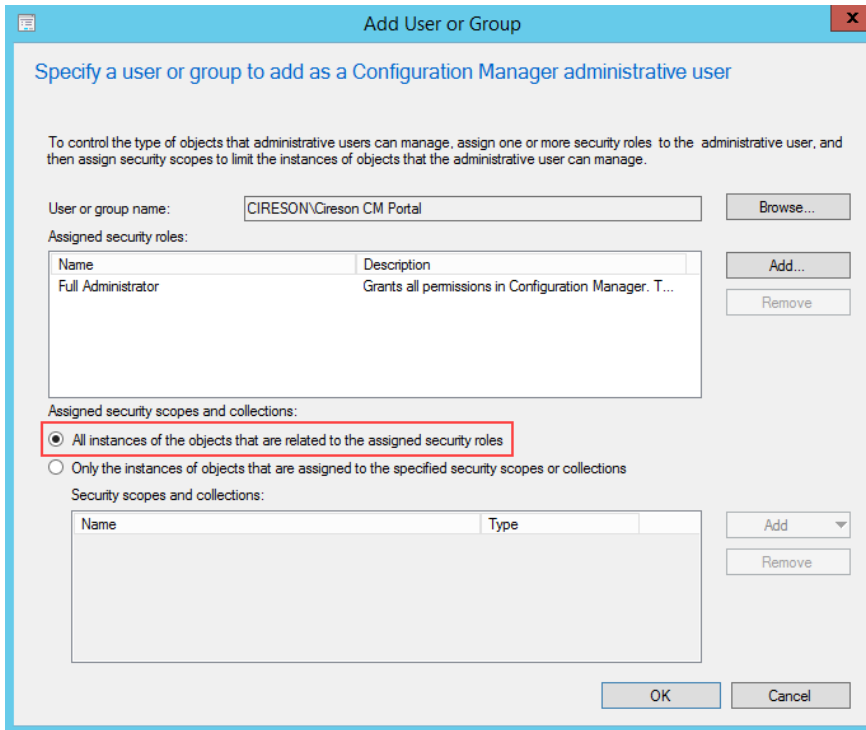 Add User or Group
x
Specify a user or group to add as a Configuration Manager administrative user
To control the type of objects that administrative users can manage, assign one or more security roles to the administrative user, and
then assign security scopes to limit the instances of objects that the administrative user can manage.
User or group name: CIRESON\Cireson CM Portal Browse...
Assigned security roles:
Name Description Add...
Full Administrator Grants all permissions in Configuration Manager. T...
Remove
Assigned security scopes and collections:
All instances of the objects that are related to the assigned security roles
Only the instances of objects that are assigned to the specified security scopes or collections
Security scopes and collections:
Name Type Add
Remove
OK Cancel